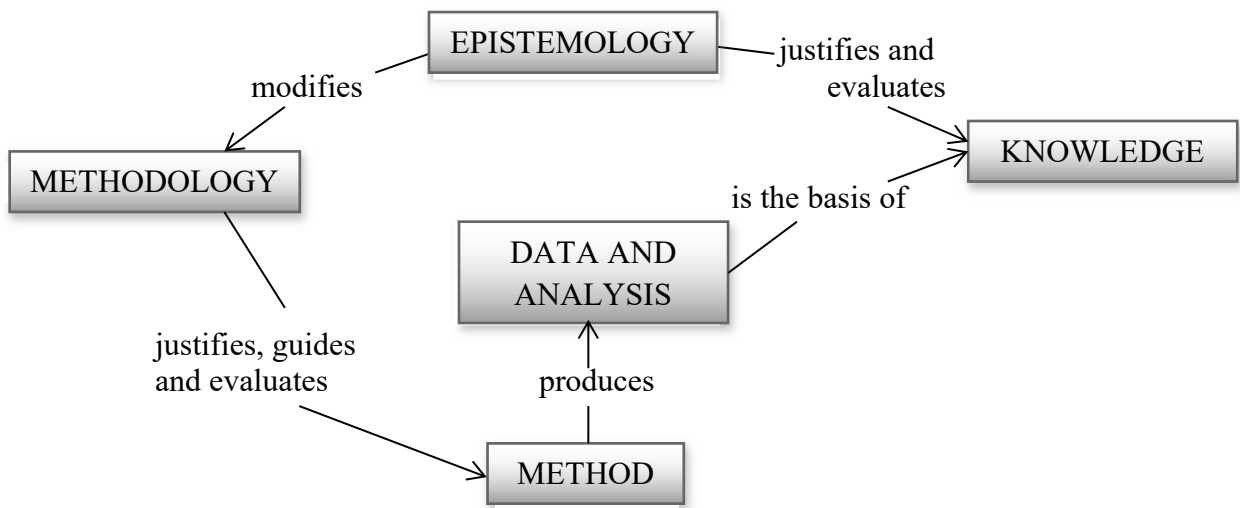 EPISTEMOLOGY
justifies and
evaluates
modifies
METHODOLOGY
KNOWLEDGE
is the basis of
DATA AND
ANALYSIS
justifies, guides
and evaluates
produces
METHOD